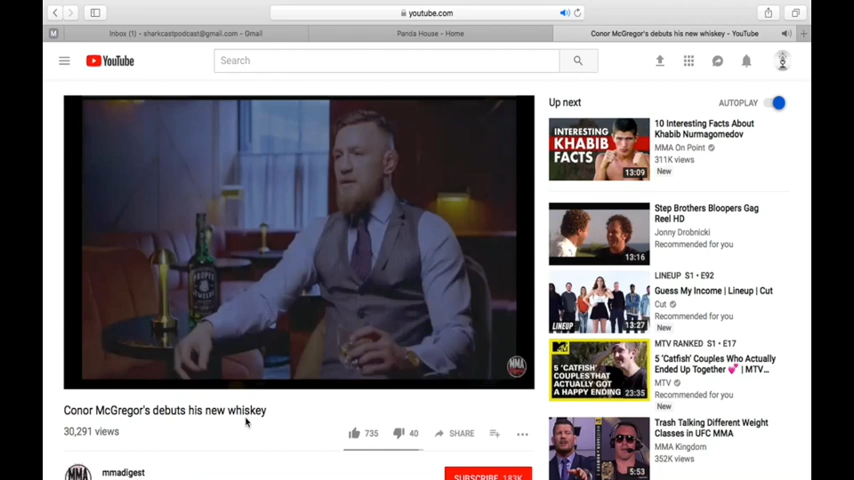 youtube.com
M
Inbox (1) - sharkcastpodcast@gmail.com - Gmail
Panda House - Home
Conor McGregor's debuts his new whiskey - YouTube
YouTube
Search
MMA
Conor McGregor's debuts his new whiskey
30,291 views
735
40
SHARE
MMA
mmadigest
SUBSCRIBE 183K
Up next
AUTOPLAY
INTERESTING
KHABIB
FACTS
13:09
10 Interesting Facts About
Khabib Nurmagomedov
MMA On Point
311K views
New
13:16
Step Brothers Bloopers Gag
Reel HD
Jonny Drobnicki
Recommended for you
LINEUP
13:27
LINEUP S1 • E92
Guess My Income | Lineup | Cut
Cut
Recommended for you
New
5 'CATFISH'
COUPLES THAT
ACTUALLY GOT
A HAPPY ENDING
23:35
MTV RANKED S1 • E17
5 'Catfish' Couples Who Actually
Ended Up Together 💕 | MTV...
MTV
Recommended for you
New
5:53
Trash Talking Different Weight
Classes in UFC MMA
MMA Kingdom
352K views